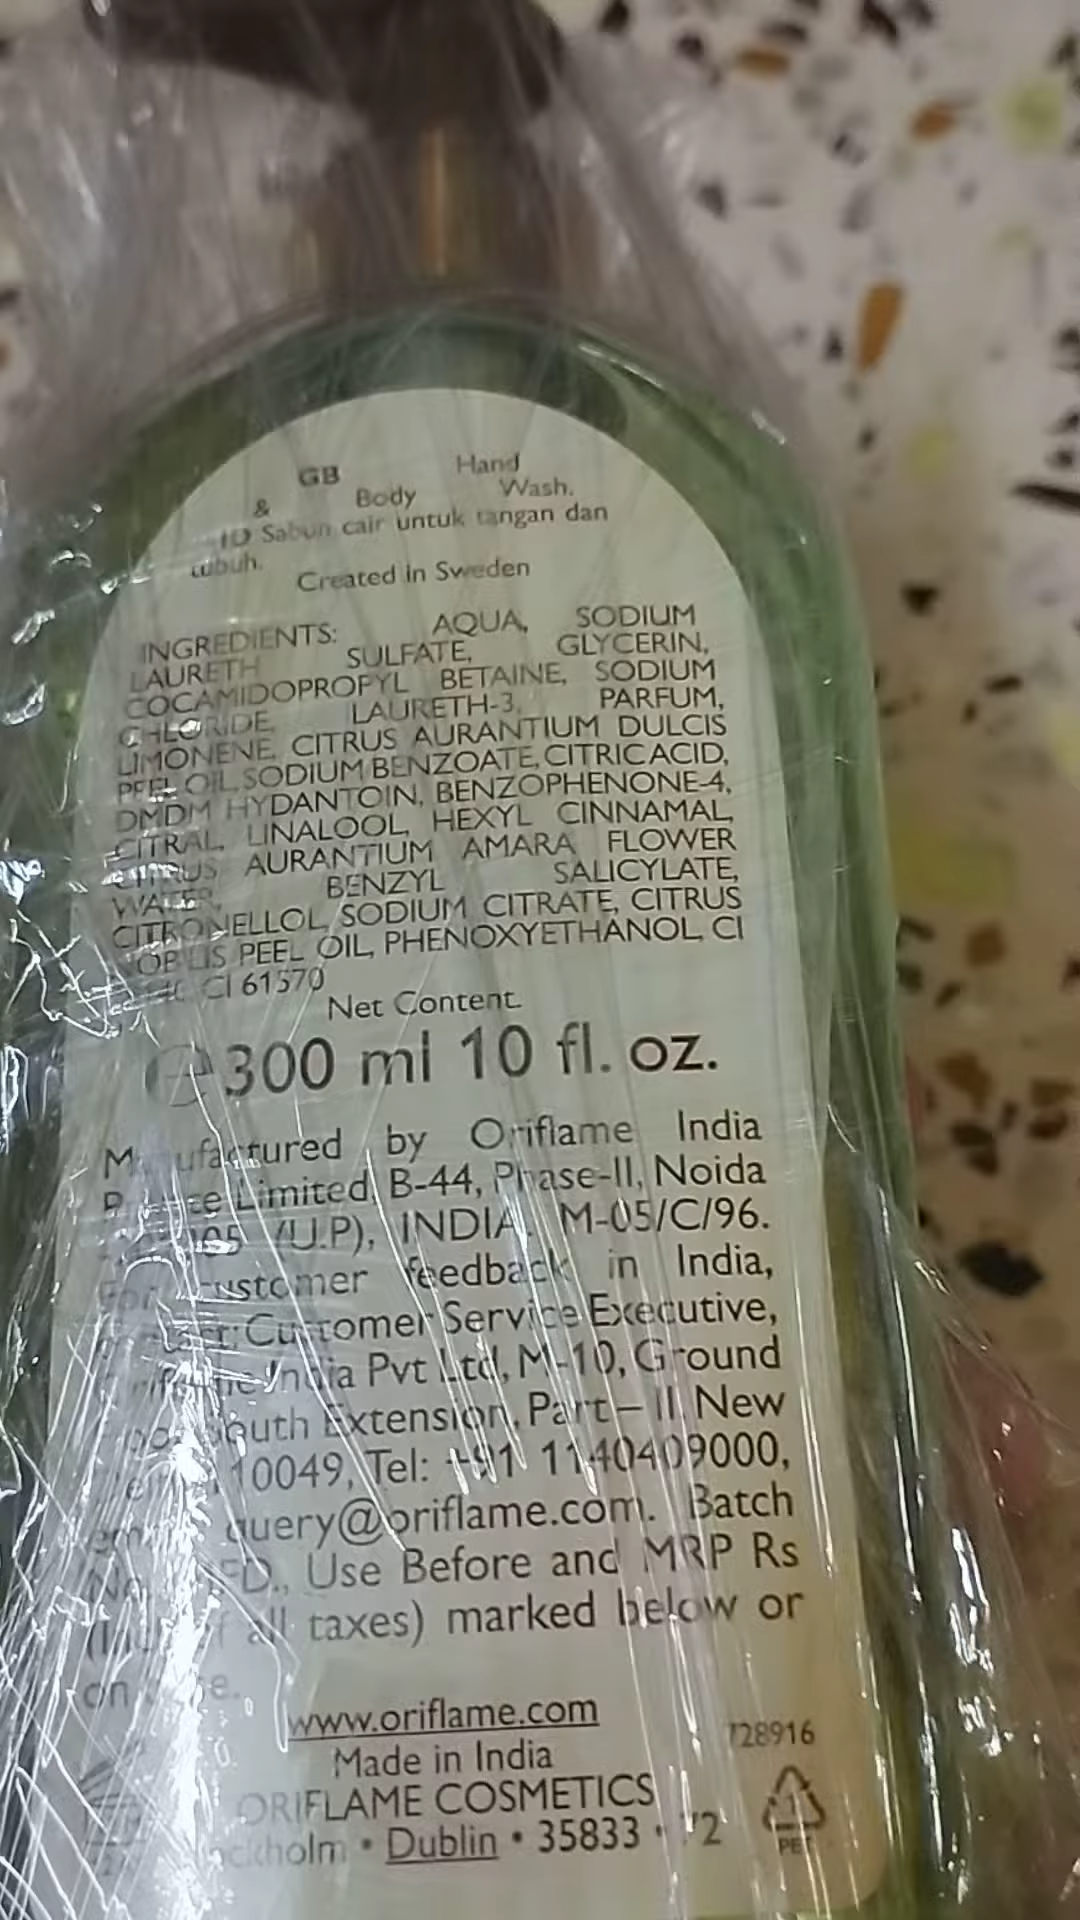 GB Hand
& Body Wash.
ID Sabun cair untuk tangan dan
tubuh.
Created in Sweden
INGREDIENTS: AQUA, SODIUM
LAURETH SULFATE, GLYCERIN,
COCAMIDOPROPYL BETAINE, SODIUM
CHLORIDE, LAURETH-3, PARFUM,
LIMONENE, CITRUS AURANTIUM DULCIS
PEEL OIL, SODIUM BENZOATE, CITRIC ACID,
DMDM HYDANTOIN, BENZOPHENONE-4,
CITRAL, LINALOOL, HEXYL CINNAMAL,
CITRUS AURANTIUM AMARA FLOWER
WATER, BENZYL SALICYLATE,
CITRONELLOL, SODIUM CITRATE, CITRUS
NOBILIS PEEL OIL, PHENOXYETHANOL, CI
CI 61570
Net Content
e 300 ml 10 fl. oz.
Manufactured by Oriflame India
Limited, B-44, Phase-II, Noida
(U.P), INDIA. M-05/C/96.
For customer feedback in India,
Customer Service Executive,
Oriflame India Pvt Ltd, M-10, Ground
South Extension, Part – II, New
Tel: +91 1140409000,
query@oriflame.com. Batch
Use Before and MRP Rs
all taxes) marked below or
on
www.oriflame.com
728916
Made in India
ORIFLAME COSMETICS
Stockholm • Dublin • 35833 • 72
1
PET